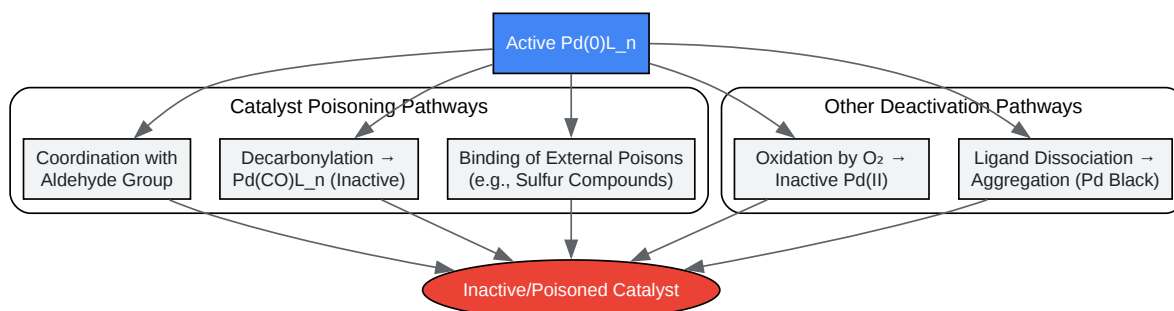 Active Pd(0)L_n
Catalyst Poisoning Pathways
Other Deactivation Pathways
Coordination with
Aldehyde Group
Decarbonylation →
Pd(CO)L_n (Inactive)
Binding of External Poisons
(e.g., Sulfur Compounds)
Oxidation by O₂ →
Inactive Pd(II)
Ligand Dissociation →
Aggregation (Pd Black)
Inactive/Poisoned Catalyst